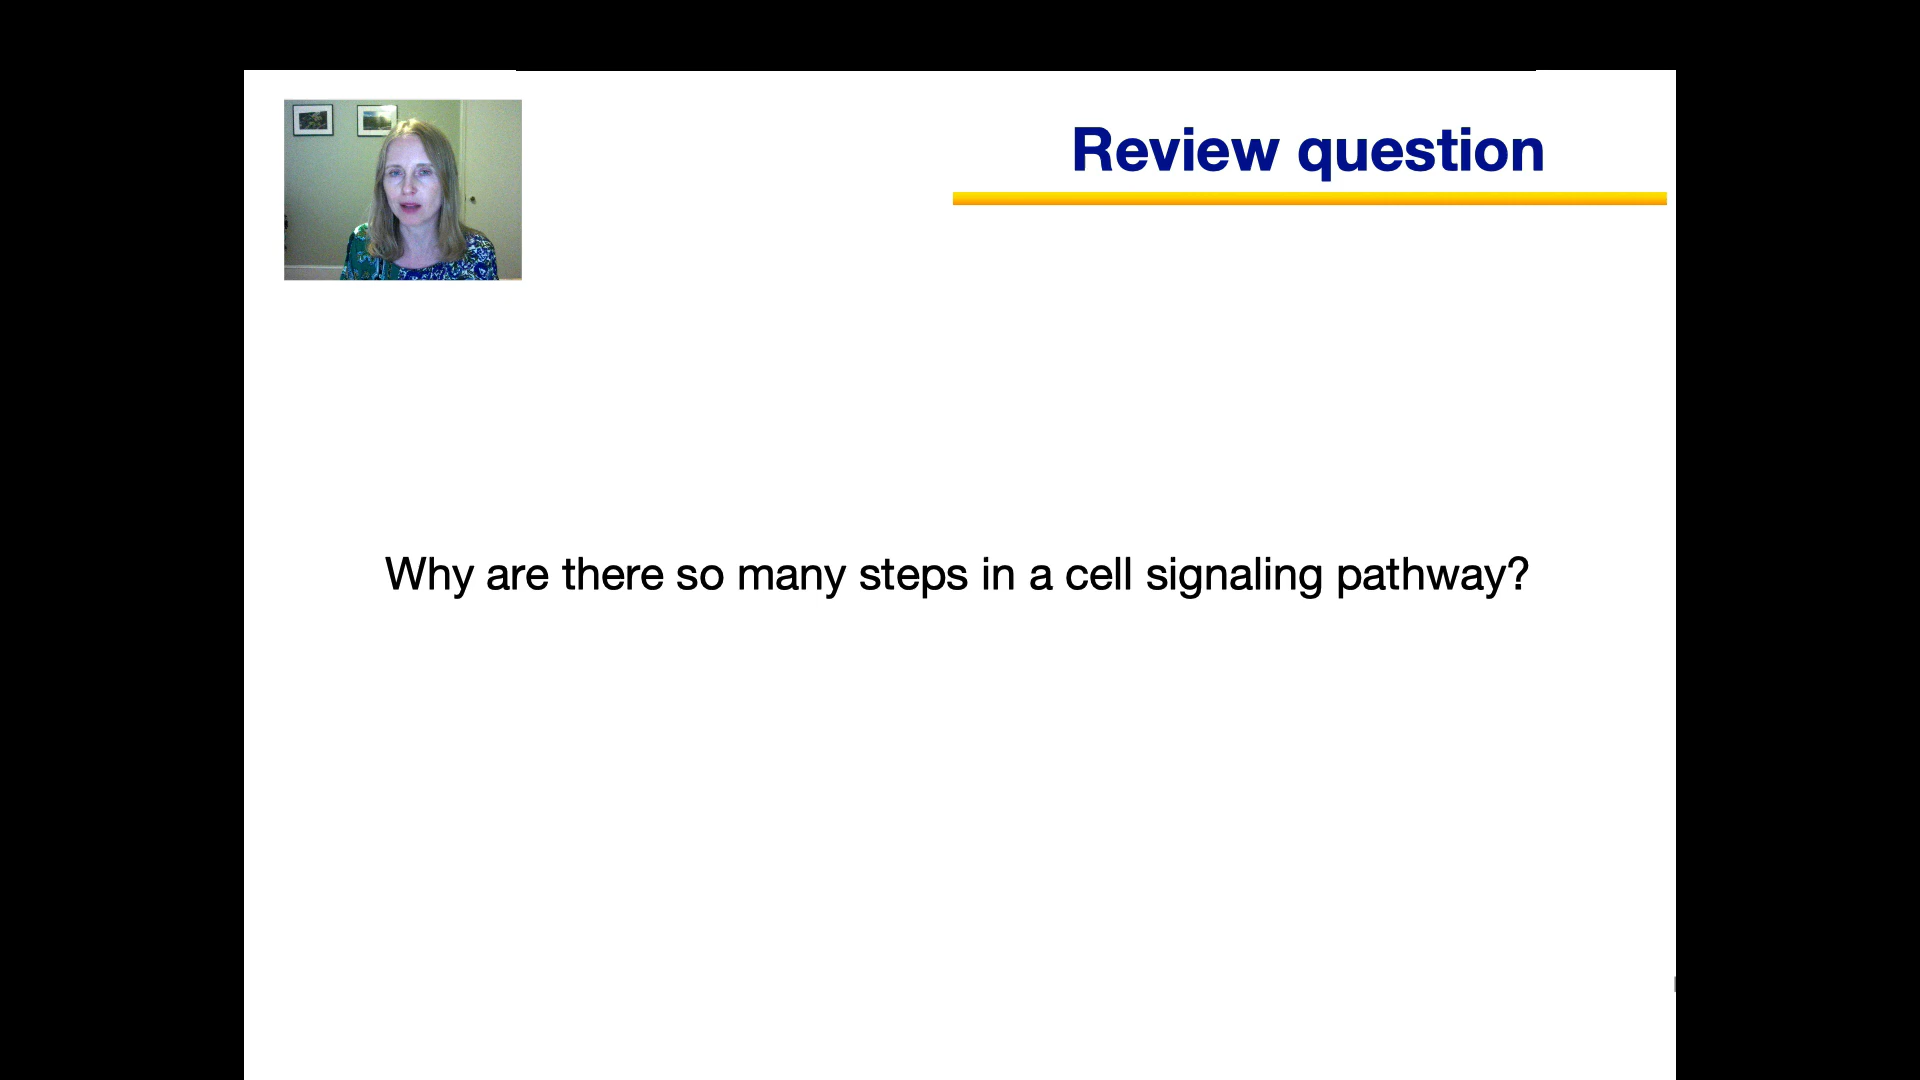 Review question
Why are there so many steps in a cell signaling pathway?